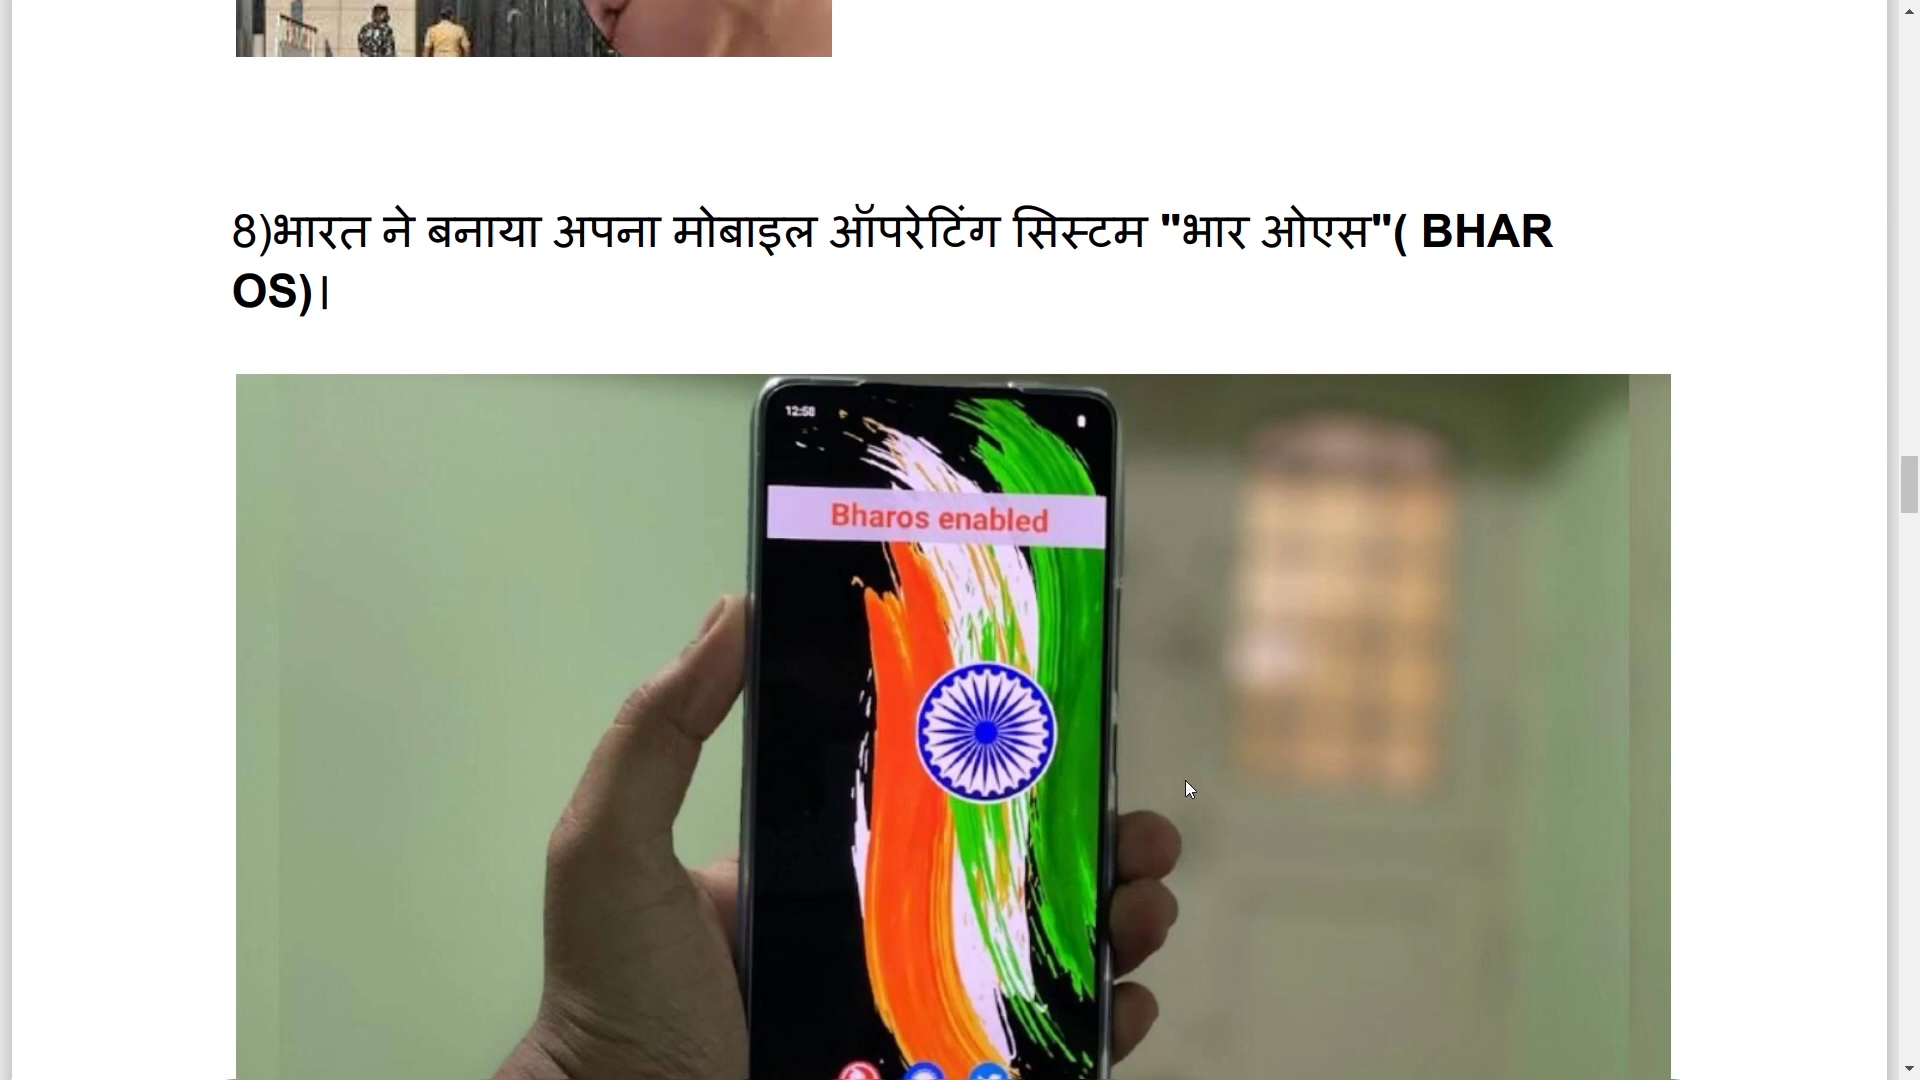 8)भारत ने बनाया अपना मोबाइल ऑपरेटिंग सिस्टम "भार ओएस"( BHAR
OS)।
12:58
Bharos enabled